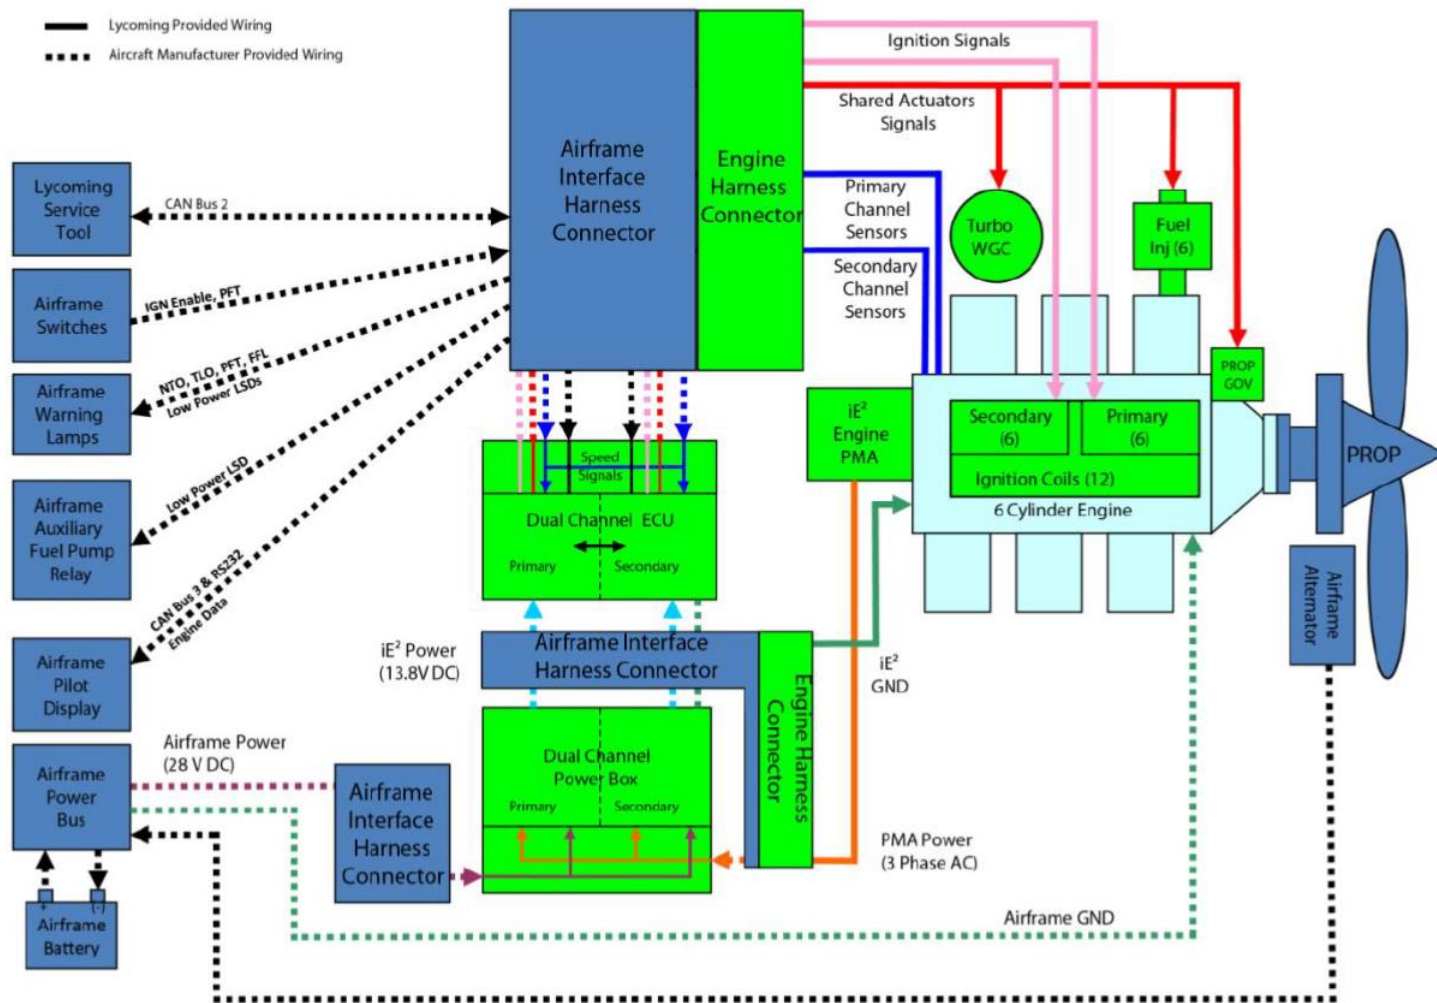 Lycoming Provided Wiring
Aircraft Manufacturer Provided Wiring
Lycoming
Service
Tool
CAN Bus 2
Airframe
Switches
IGN Enable, PFT
Airframe
Warning
Lamps
NTO, TLO, PFT, FFL
Low Power LSDs
Airframe
Auxiliary
Fuel Pump
Relay
Low Power LSD
Airframe
Pilot
Display
CAN Bus 3 & RS232
Engine Data
Airframe
Power
Bus
Airframe Power
(28 V DC)
+
(-)
Airframe
Battery
Airframe
Interface
Harness
Connector
Engine
Harness
Connector
Ignition Signals
Shared Actuators
Signals
Primary
Channel
Sensors
Secondary
Channel
Sensors
Turbo
WGC
Fuel
Inj (6)
PROP
GOV
iE² 
Engine
PMA
Secondary
(6)
Primary
(6)
Ignition Coils (12)
6 Cylinder Engine
PROP
Airframe
Alternator
Speed
Signals
Dual Channel ECU
Primary
Secondary
iE² Power
(13.8V DC)
Airframe Interface
Harness Connector
Engine Harness
Connector
iE²
GND
Dual Channel
Power Box
Primary
Secondary
Airframe
Interface
Harness
Connector
PMA Power
(3 Phase AC)
Airframe GND